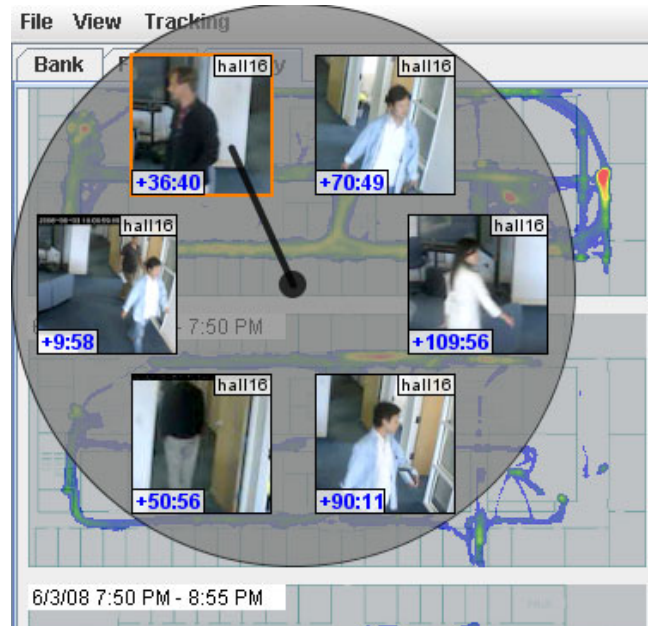 File View Tracking
Bank
hall16 hall16
+36:40 +70:49
hall16 hall16
+9:58 +109:56
- 7:50 PM
hall16 hall16
+50:56 +90:11
6/3/08 7:50 PM - 8:55 PM